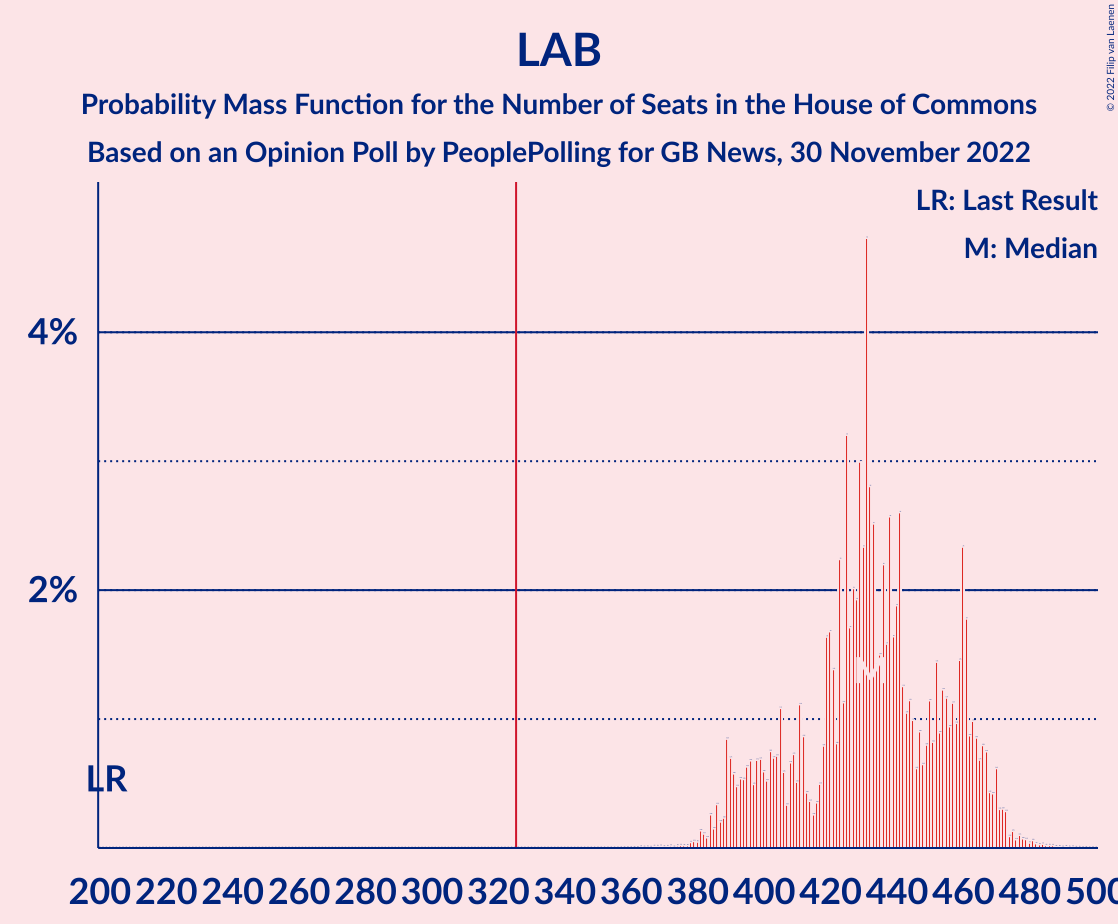 LAB
Probability Mass Function for the Number of Seats in the House of Commons
Based on an Opinion Poll by PeoplePolling for GB News, 30 November 2022
© 2022 Filip van Laenen
LR: Last Result
M: Median
4%
2%
LR
M
200 220 240 260 280 300 320 340 360 380 400 420 440 460 480 500